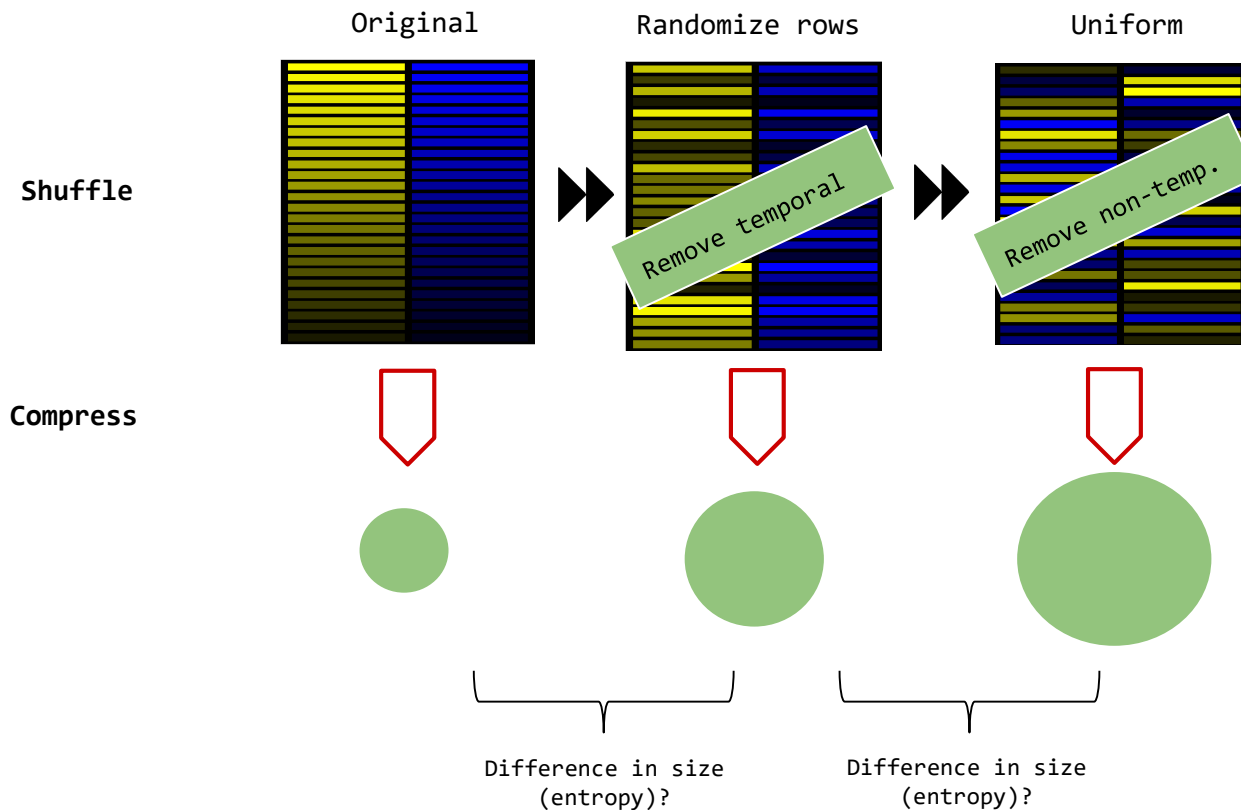 Original
Randomize rows
Uniform
Shuffle
Remove temporal
Remove non-temp.
Compress
Difference in size
(entropy)?
Difference in size
(entropy)?